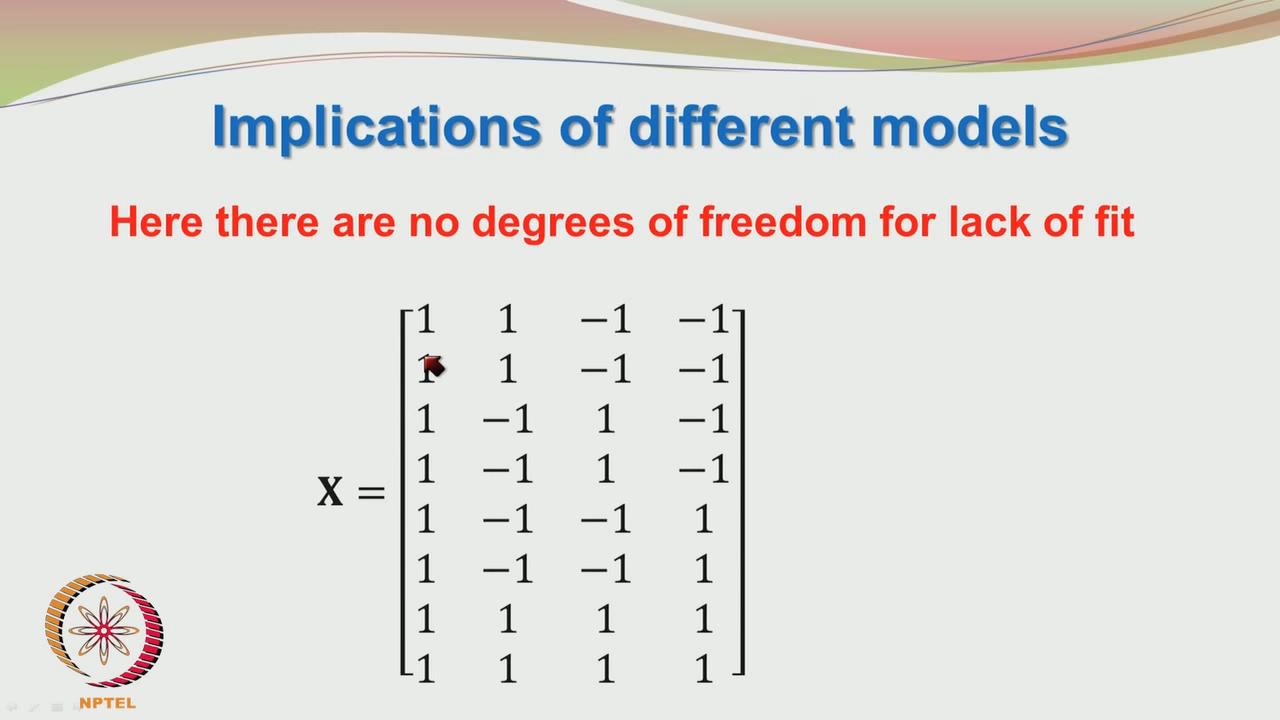 Implications of different models
Here there are no degrees of freedom for lack of fit
1 1 −1 −1
1 1 −1 −1
1 −1 1 −1
1 −1 1 −1
X =
1 −1 −1 1
1 −1 −1 1
1 1 1 1
1 1 1 1
NPTEL